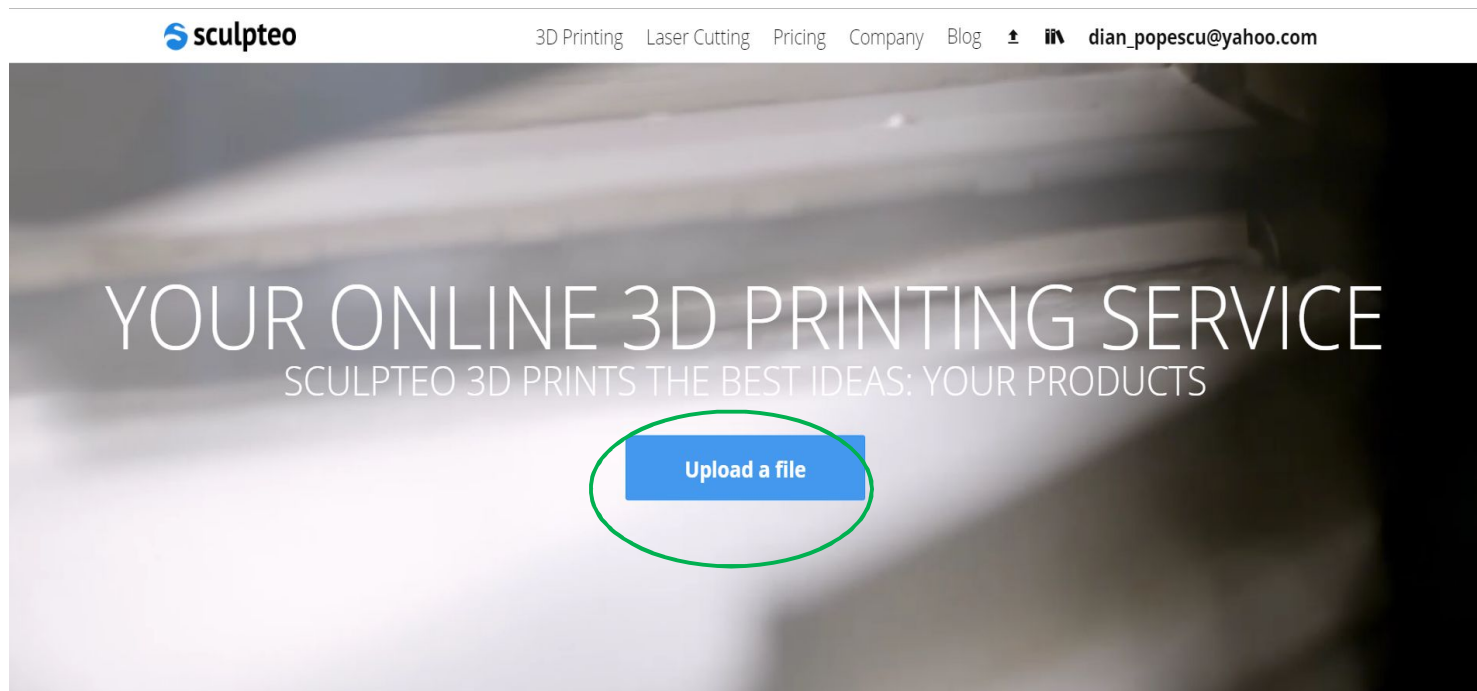 sculpteo 3D Printing Laser Cutting Pricing Company Blog dian_popescu@yahoo.com
YOUR ONLINE 3D PRINTING SERVICE
SCULPTEO 3D PRINTS THE BEST IDEAS: YOUR PRODUCTS
Upload a file